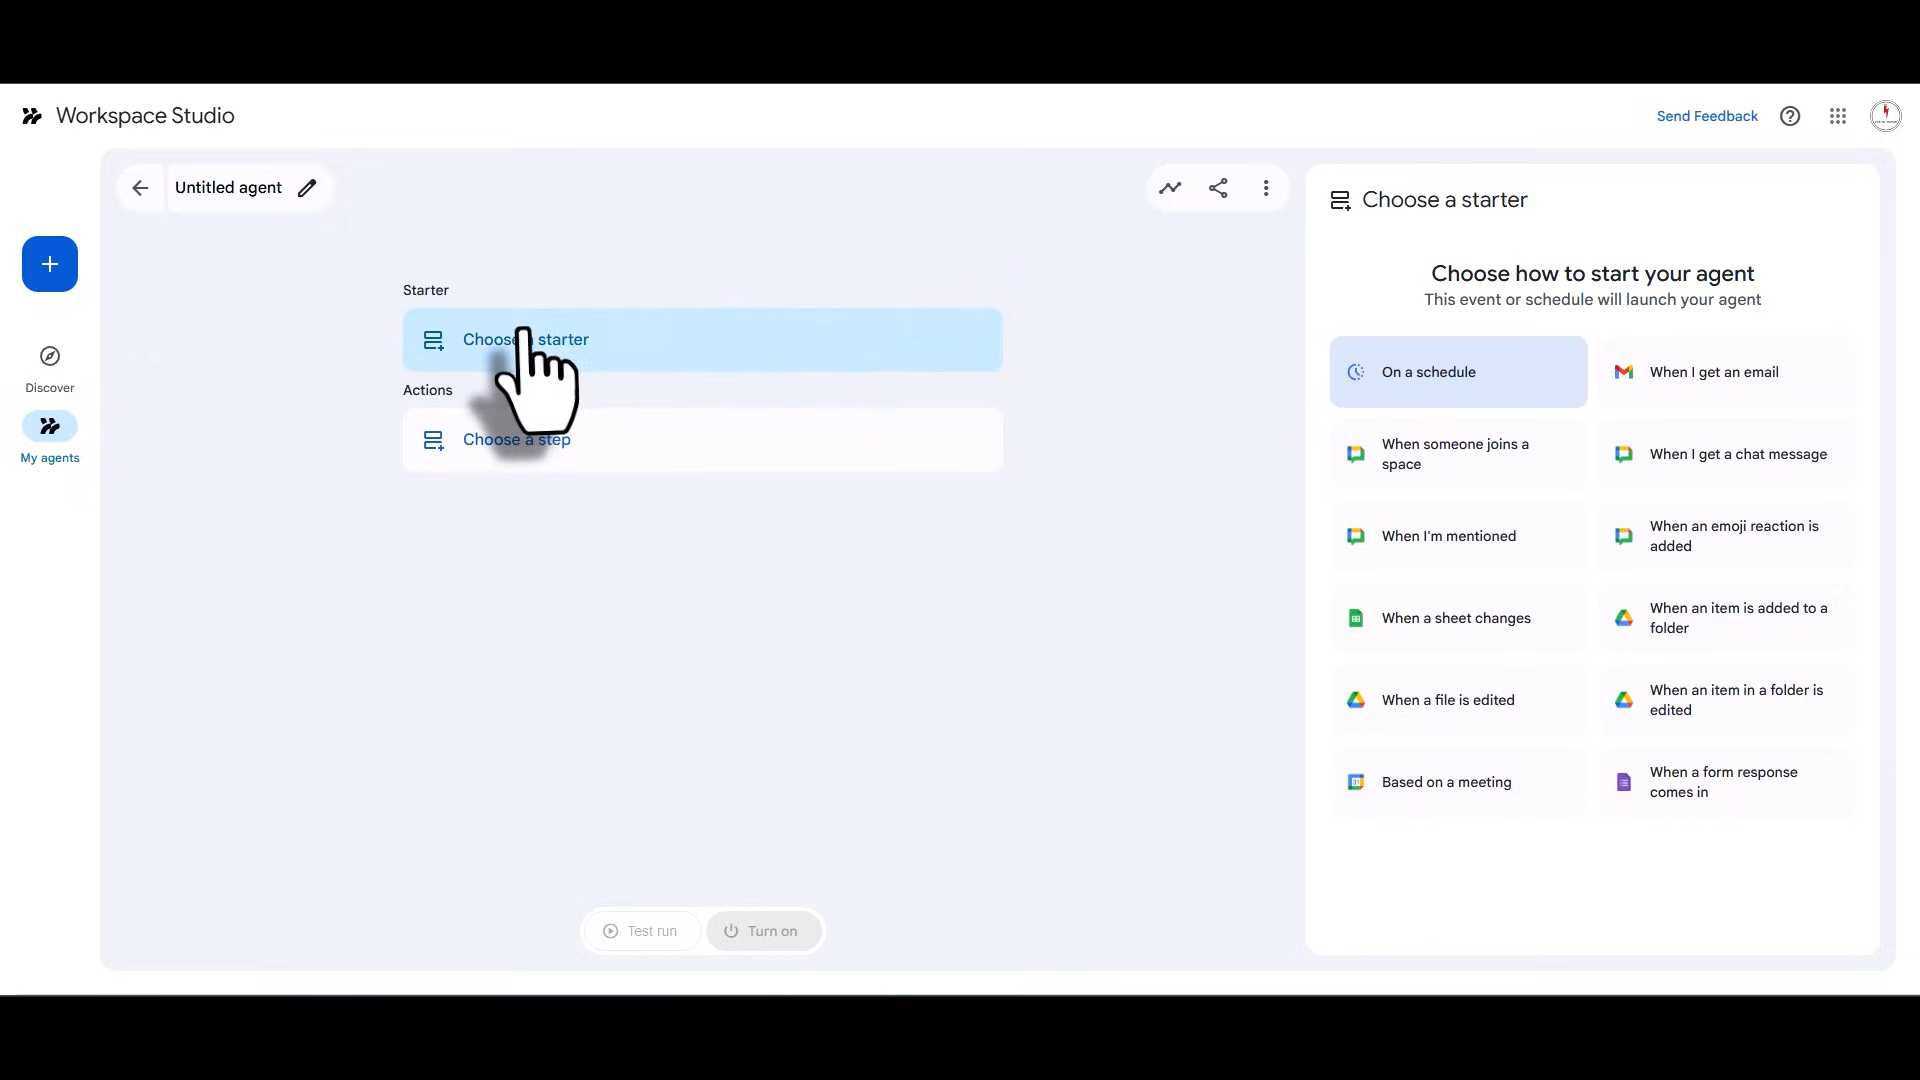 Workspace Studio
Send Feedback
Untitled agent
Discover
My agents
Starter
Choose a starter
Actions
Choose a step
Test run
Turn on
Choose a starter
Choose how to start your agent
This event or schedule will launch your agent
On a schedule
When I get an email
When someone joins a
space
When I get a chat message
When I'm mentioned
When an emoji reaction is
added
When a sheet changes
When an item is added to a
folder
When a file is edited
When an item in a folder is
edited
Based on a meeting
When a form response
comes in